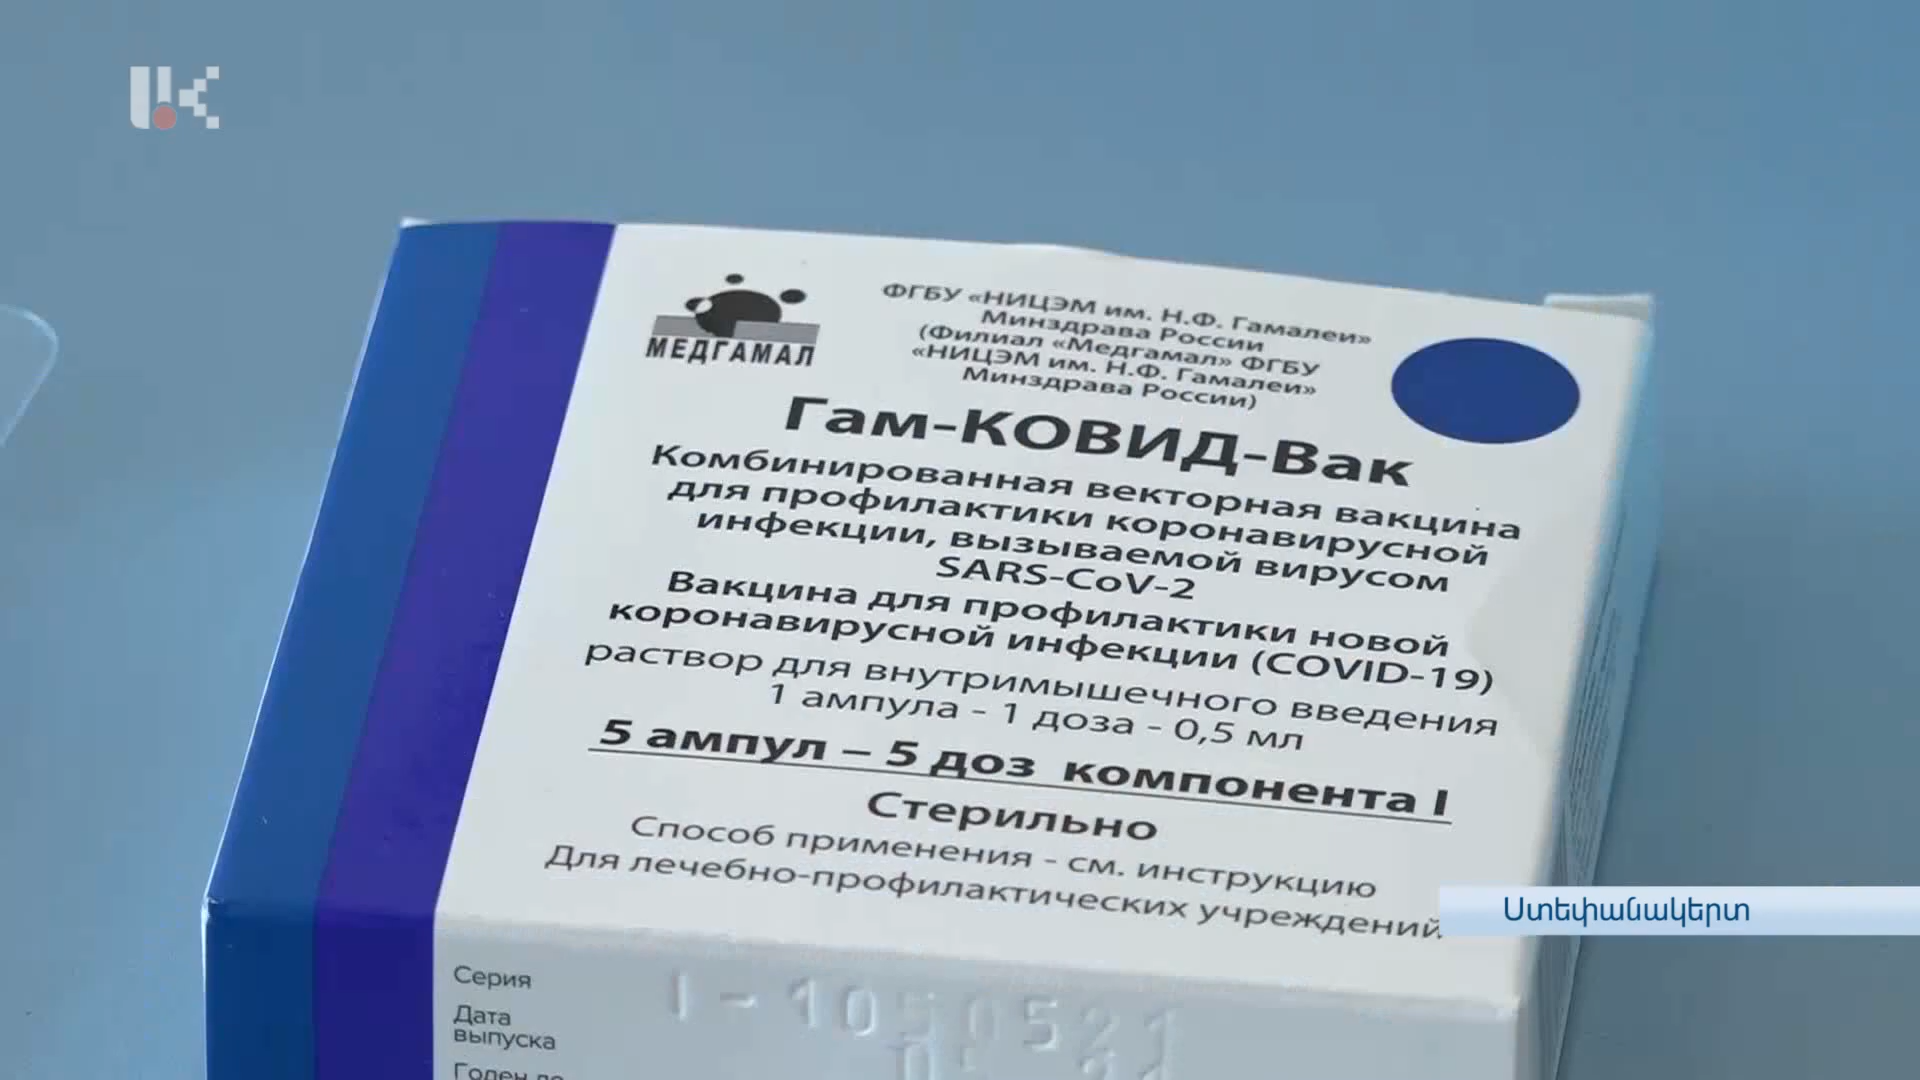 МЕДГАМАЛ
ФГБУ «НИЦЭМ им. Н.Ф. Гамалеи»
Минздрава России
(Филиал «Медгамал» ФГБУ
«НИЦЭМ им. Н.Ф. Гамалеи»
Минздрава России)
Гам-КОВИД-Вак
Комбинированная векторная вакцина
для профилактики коронавирусной
инфекции, вызываемой вирусом
SARS-CoV-2
Вакцина для профилактики новой
коронавирусной инфекции (COVID-19)
раствор для внутримышечного введения
1 ампула - 1 доза - 0,5 мл
5 ампул – 5 доз компонента I
Стерильно
Способ применения - см. инструкцию
Для лечебно-профилактических учреждений
Ստեփանակերտ
Серия
I-1050521
Дата
выпуска
Годен до